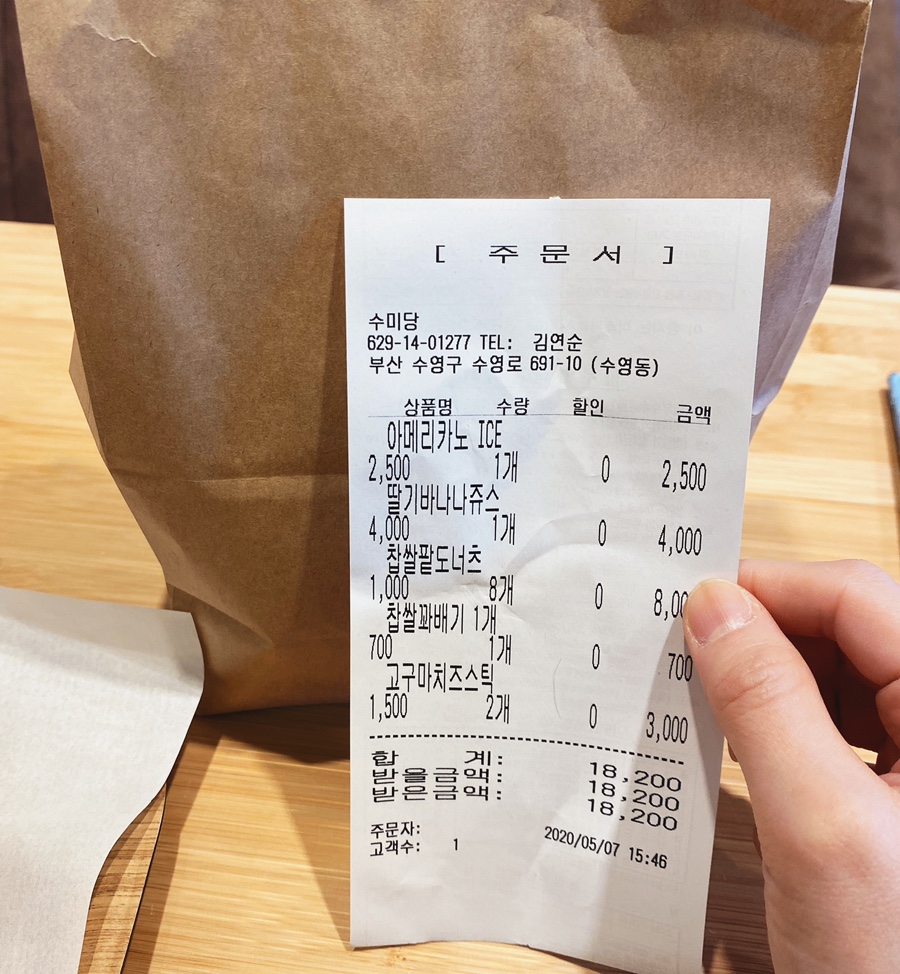 [ 주 문 서 ]
수미당
629-14-01277 TEL: 김연순
부산 수영구 수영로 691-10 (수영동)
상품명 수량 할인 금액
아메리카노 ICE
2,500 1개 0 2,500
딸기바나나쥬스
4,000 1개 0 4,000
찹쌀팥도너츠
1,000 8개 0 8,00
찹쌀꽈배기 1개
700 1개 0 700
고구마치즈스틱
1,500 2개 0 3,000
합 계: 18,200
받을금액: 18,200
받은금액: 18,200
주문자:
고객수: 1 2020/05/07 15:46